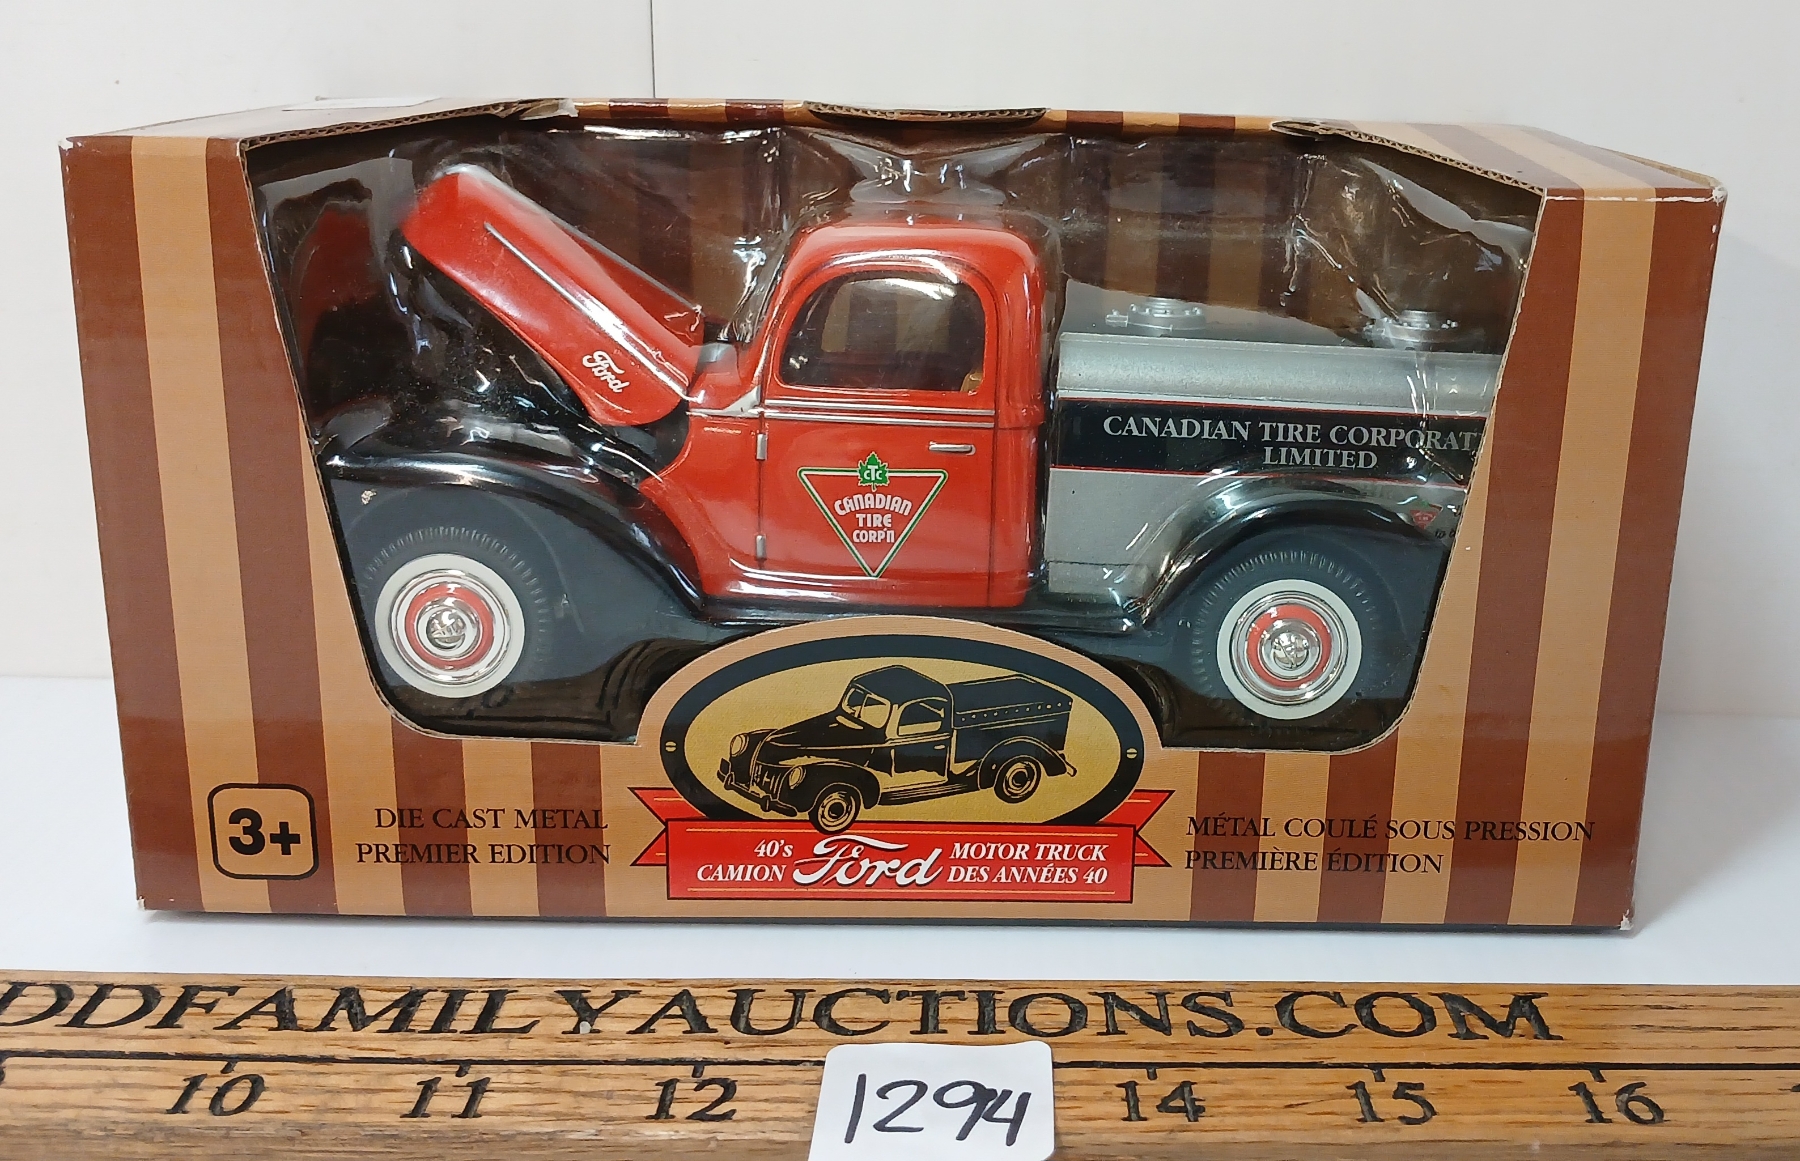 Ford
CTC
CANADIAN
TIRE
CORP'N
CANADIAN TIRE CORPORAT
LIMITED
3+
DIE CAST METAL
PREMIER EDITION
40's
CAMION
Ford
MOTOR TRUCK
DES ANNÉES 40
MÉTAL COULÉ SOUS PRESSION
PREMIÈRE ÉDITION
DDFAMILYAUCTIONS.COM
10 11 12 14 15 16
1294